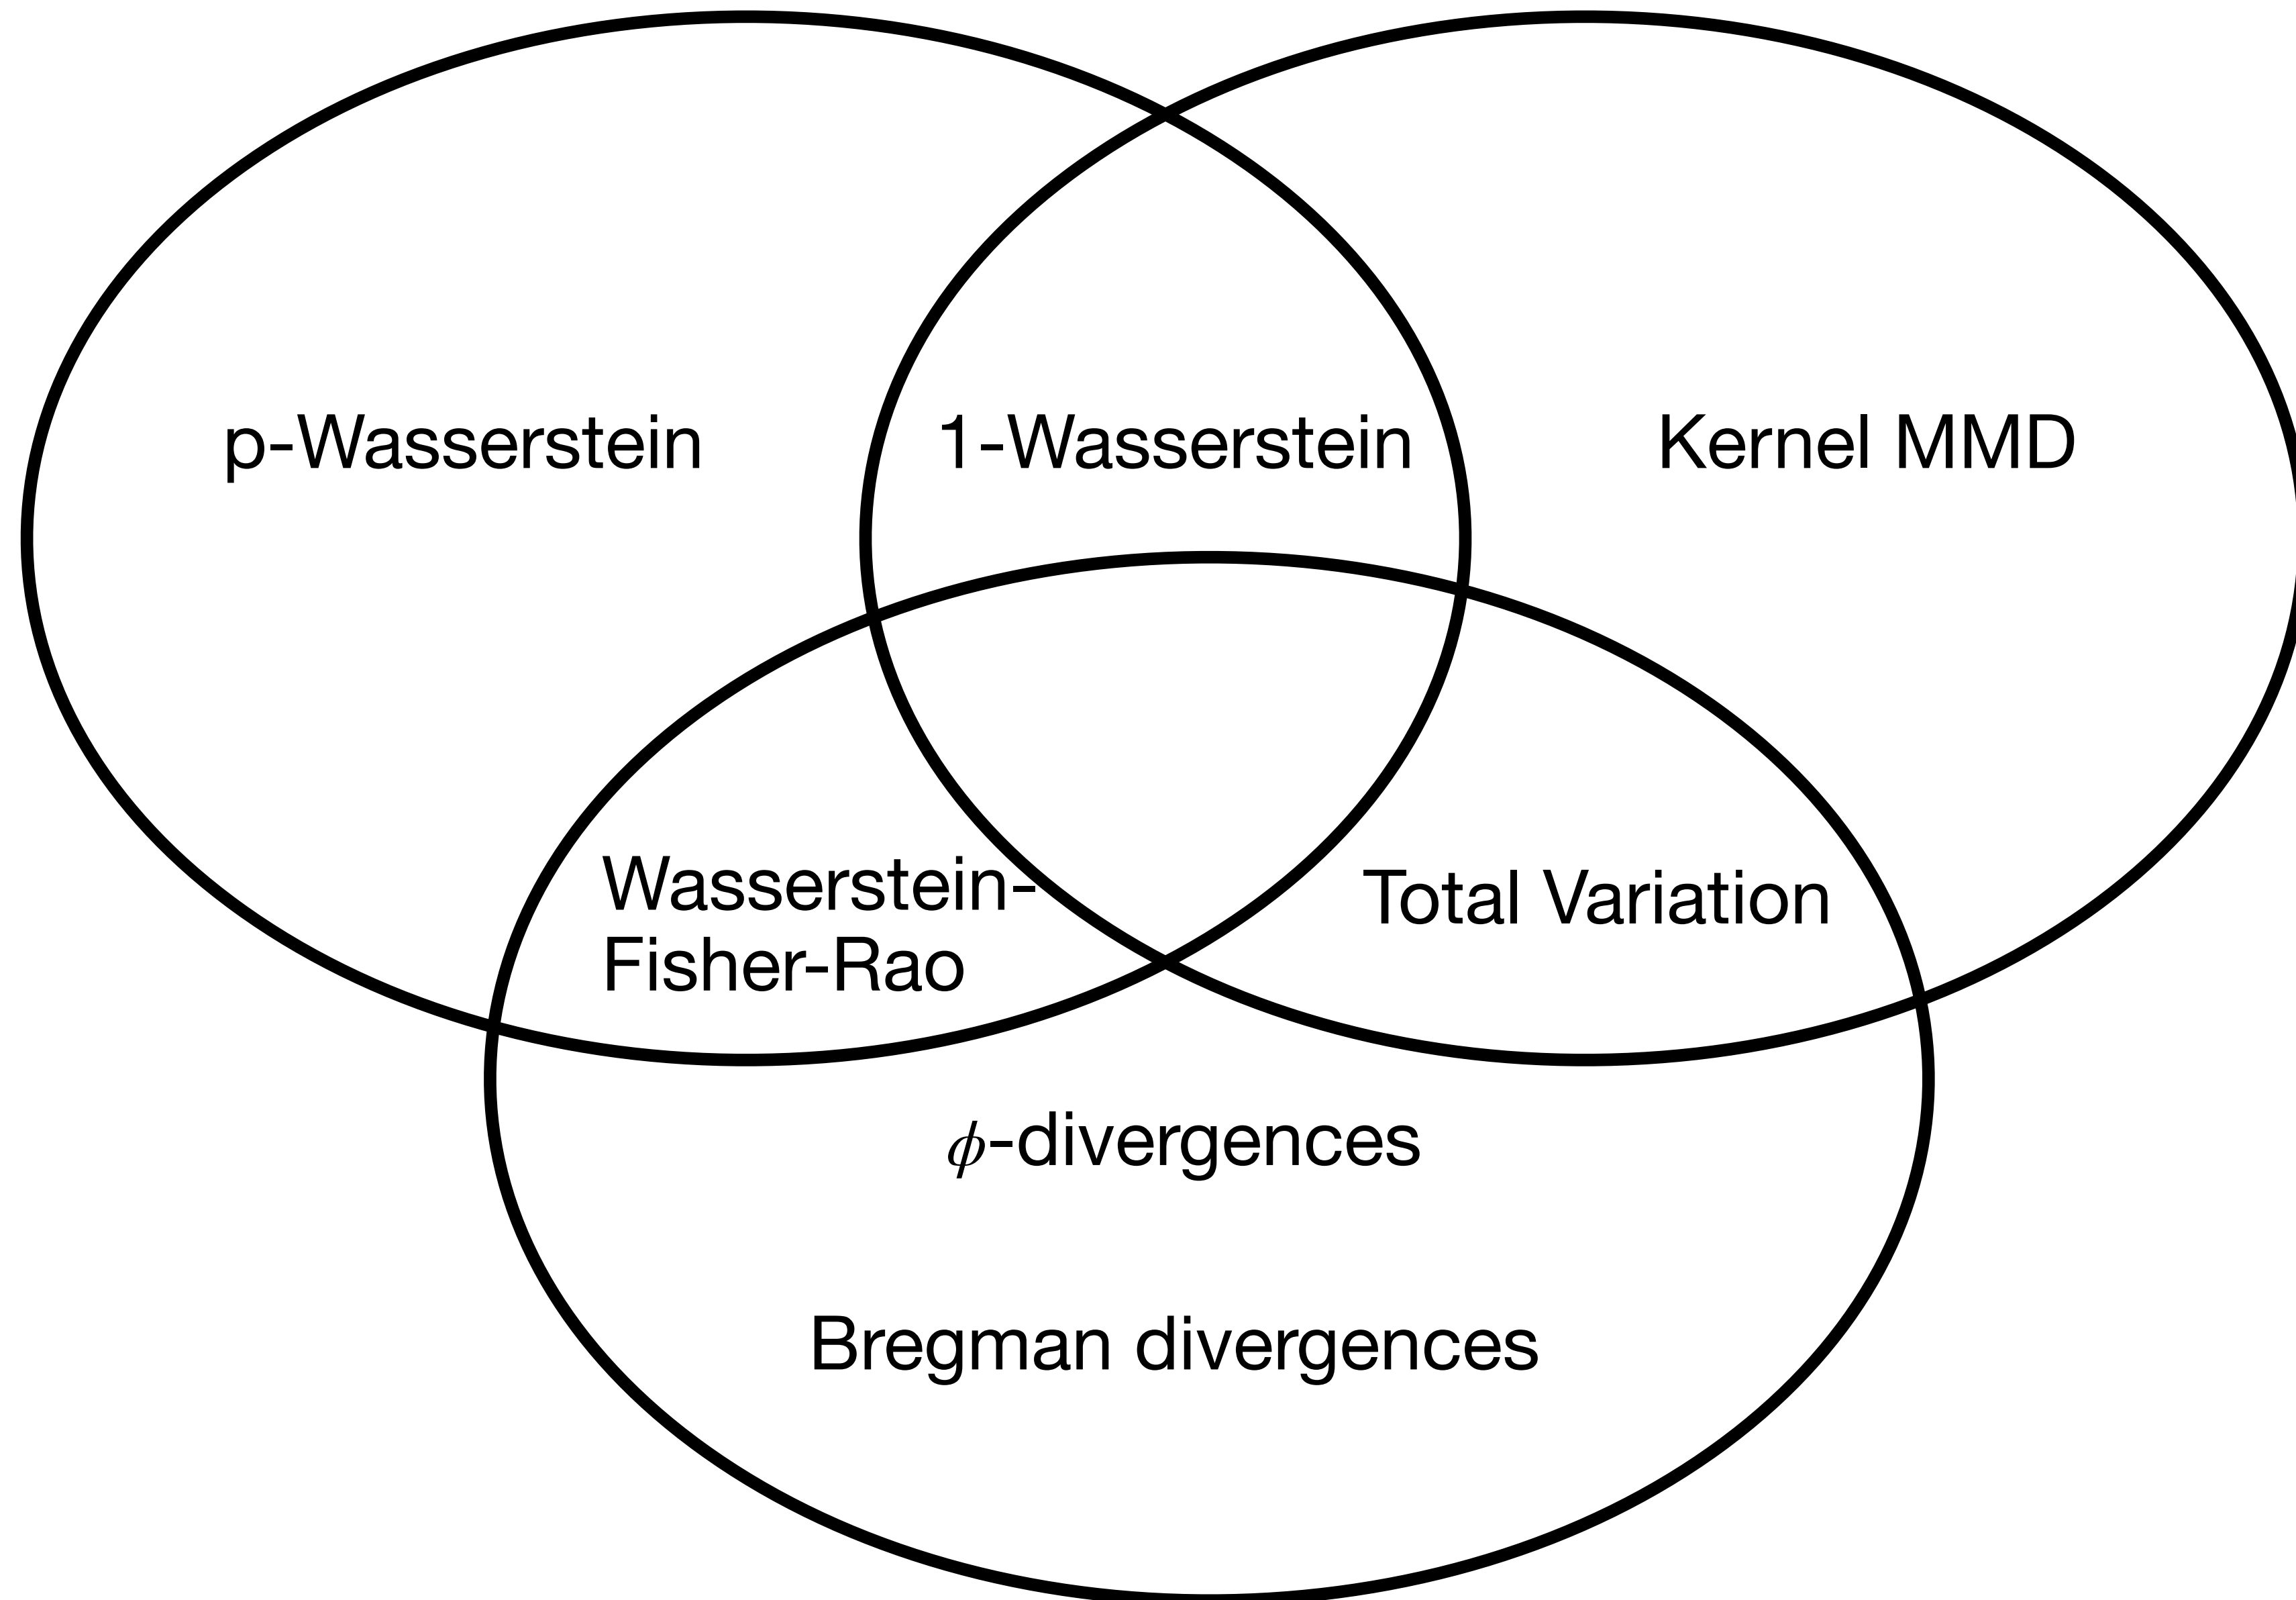 p-Wasserstein
1-Wasserstein
Kernel MMD
Wasserstein-
Fisher-Rao
Total Variation
ϕ-divergences
Bregman divergences